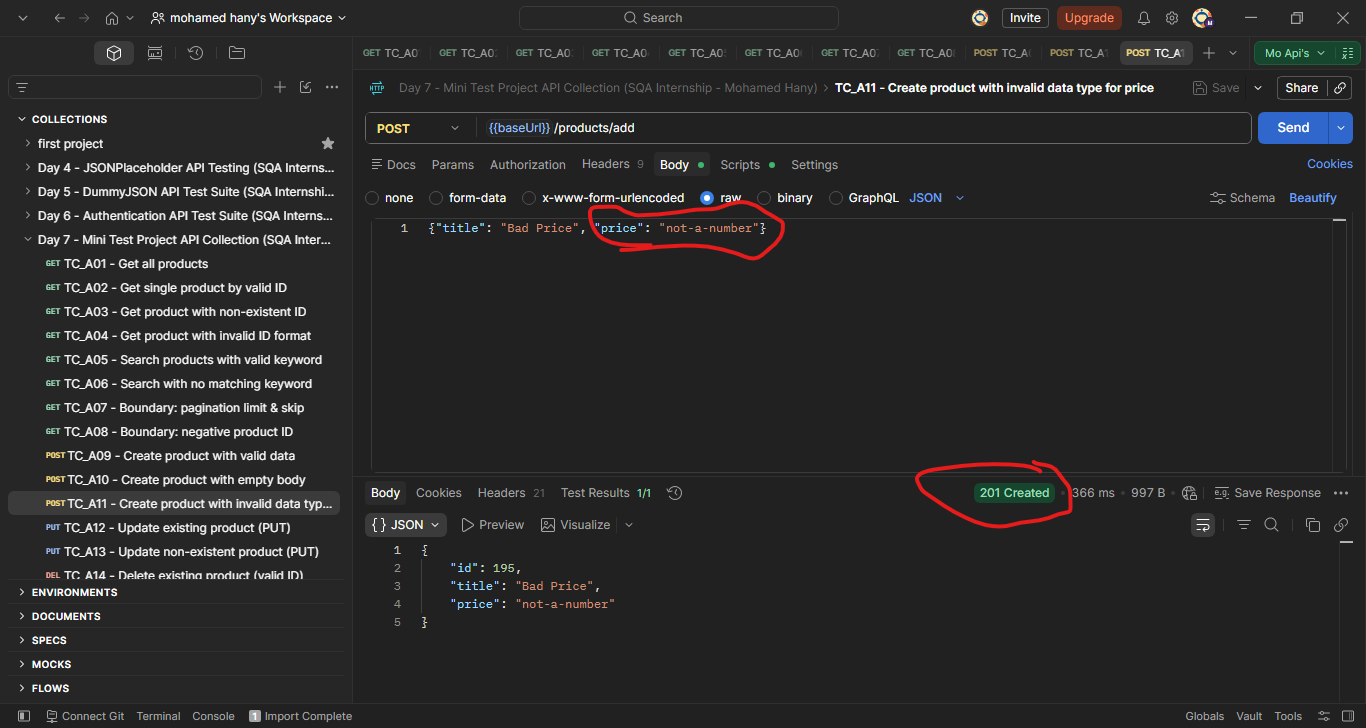 mohamed hany's Workspace
Search
Invite
Upgrade
GET TC_A0
GET TC_A0
GET TC_A0
GET TC_A0
GET TC_A0
GET TC_A0
GET TC_A0
GET TC_A0
POST TC_A
POST TC_A1
POST TC_A1
Mo Api's
HTTP
Day 7 - Mini Test Project API Collection (SQA Internship - Mohamed Hany) > TC_A11 - Create product with invalid data type for price
Save
Share
POST
{{baseUrl}} /products/add
Send
Docs
Params
Authorization
Headers 9
Body
Scripts
Settings
Cookies
none
form-data
x-www-form-urlencoded
raw
binary
GraphQL
JSON
Schema
Beautify
1 {"title": "Bad Price", "price": "not-a-number"}
COLLECTIONS
first project
Day 4 - JSONPlaceholder API Testing (SQA Interns...
Day 5 - DummyJSON API Test Suite (SQA Internshi...
Day 6 - Authentication API Test Suite (SQA Interns...
Day 7 - Mini Test Project API Collection (SQA Inter...
GET TC_A01 - Get all products
GET TC_A02 - Get single product by valid ID
GET TC_A03 - Get product with non-existent ID
GET TC_A04 - Get product with invalid ID format
GET TC_A05 - Search products with valid keyword
GET TC_A06 - Search with no matching keyword
GET TC_A07 - Boundary: pagination limit & skip
GET TC_A08 - Boundary: negative product ID
POST TC_A09 - Create product with valid data
POST TC_A10 - Create product with empty body
POST TC_A11 - Create product with invalid data typ...
PUT TC_A12 - Update existing product (PUT)
PUT TC_A13 - Update non-existent product (PUT)
DEL TC_A14 - Delete existing product (valid ID)
ENVIRONMENTS
DOCUMENTS
SPECS
MOCKS
FLOWS
Body
Cookies
Headers 21
Test Results 1/1
201 Created
366 ms
997 B
e.g. Save Response
{} JSON
Preview
Visualize
1 {
2 "id": 195,
3 "title": "Bad Price",
4 "price": "not-a-number"
5 }
Connect Git
Terminal
Console
1 Import Complete
Globals
Vault
Tools